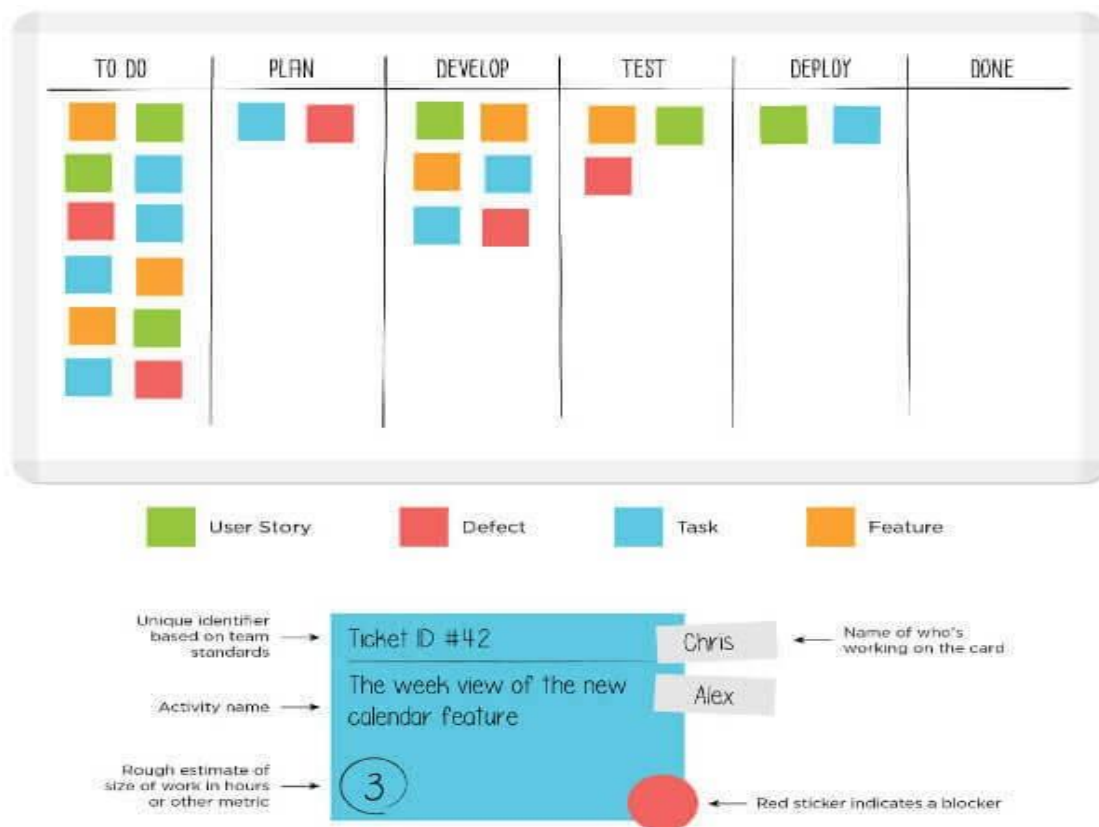 TO DO
PLAN
DEVELOP
TEST
DEPLOY
DONE
User Story
Defect
Task
Feature
Unique identifier
based on team
standards
Ticket ID #42
Chris
Name of who's
working on the card
Activity name
The week view of the new
calendar feature
Alex
Rough estimate of
size of work in hours
or other metric
3
Red sticker indicates a blocker